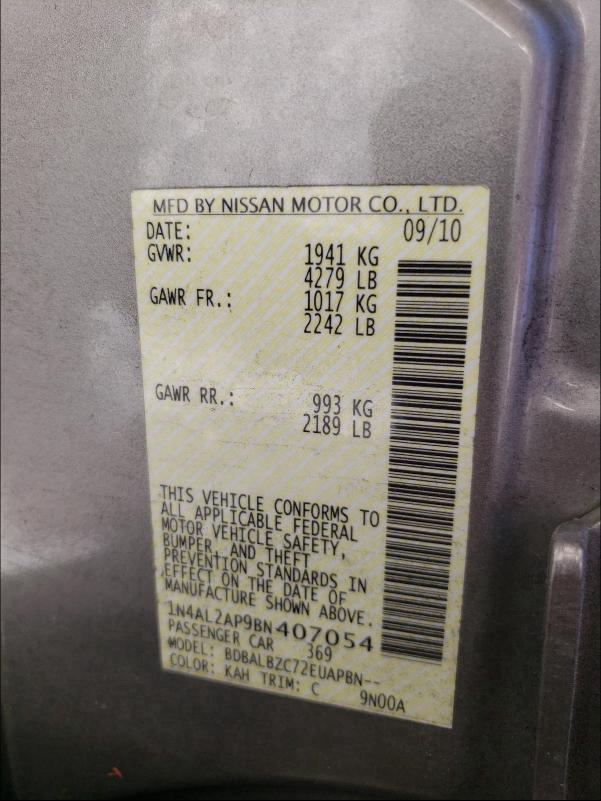 MFD BY NISSAN MOTOR CO., LTD.
DATE: 09/10
GVWR: 1941 KG
4279 LB
GAWR FR.: 1017 KG
2242 LB
GAWR RR.: 993 KG
2189 LB
THIS VEHICLE CONFORMS TO
ALL APPLICABLE FEDERAL
MOTOR VEHICLE SAFETY,
BUMPER, AND THEFT
PREVENTION STANDARDS IN
EFFECT ON THE DATE OF
MANUFACTURE SHOWN ABOVE.
1N4AL2AP9BN407054
PASSENGER CAR 369
MODEL: BDBALBZC72EUAPBN--
COLOR: KAH TRIM: C 9N00A